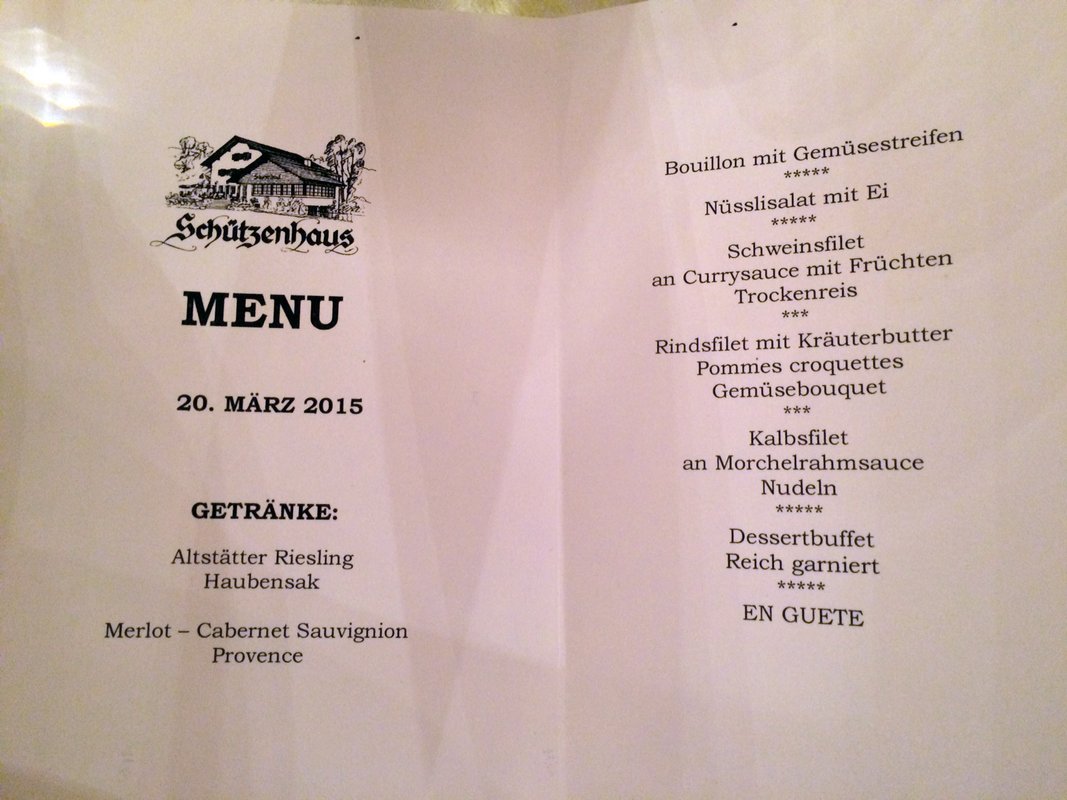 Schützenhaus
MENU
20. MÄRZ 2015
GETRÄNKE:
Altstätter Riesling
Haubensak
Merlot – Cabernet Sauvignion
Provence
Bouillon mit Gemüsestreifen
*****
Nüsslisalat mit Ei
*****
Schweinsfilet
an Currysauce mit Früchten
Trockenreis
***
Rindsfilet mit Kräuterbutter
Pommes croquettes
Gemüsebouquet
***
Kalbsfilet
an Morchelrahmsauce
Nudeln
*****
Dessertbuffet
Reich garniert
*****
EN GUETE